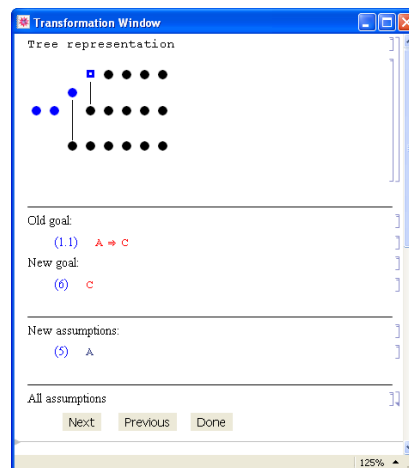 Transformation Window
Tree representation
Old goal:
(1.1) A ⇒ C
New goal:
(6) C
New assumptions:
(5) A
All assumptions
Next Previous Done
125%